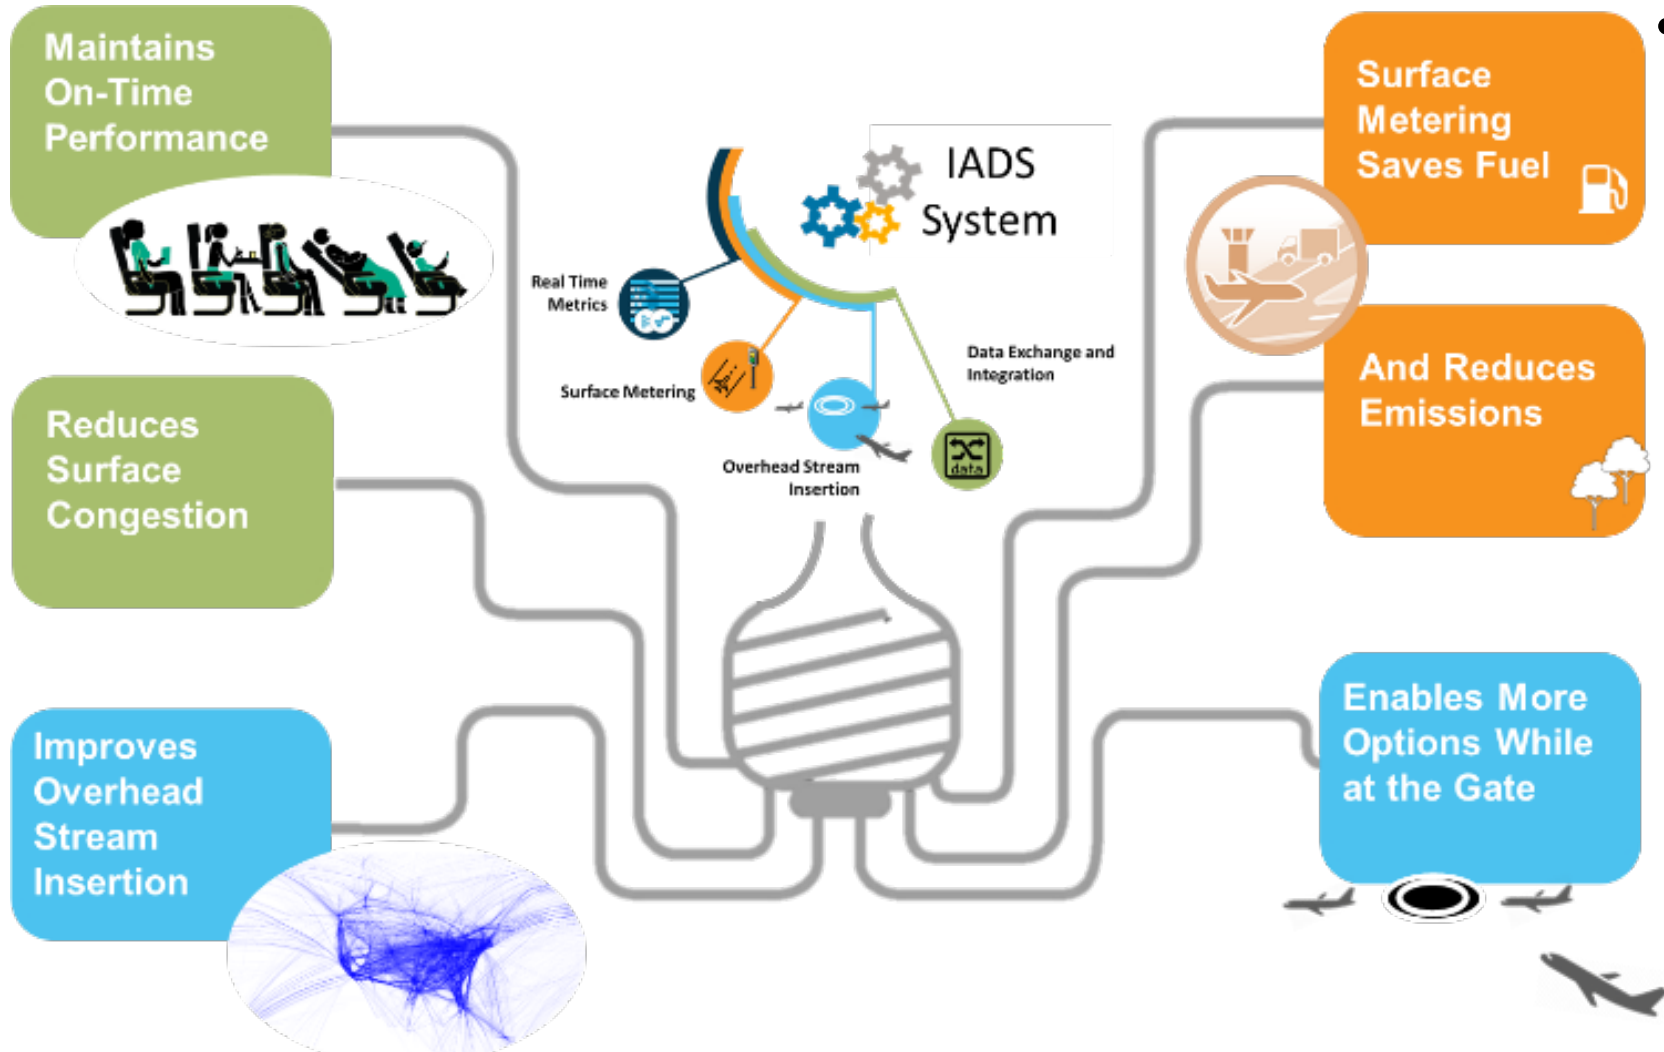 Maintains
On-Time
Performance
Reduces
Surface
Congestion
Improves
Overhead
Stream
Insertion
IADS
System
Real Time
Metrics
Surface Metering
Overhead Stream
Insertion
Data Exchange and
Integration
data
Surface
Metering
Saves Fuel
And Reduces
Emissions
Enables More
Options While
at the Gate